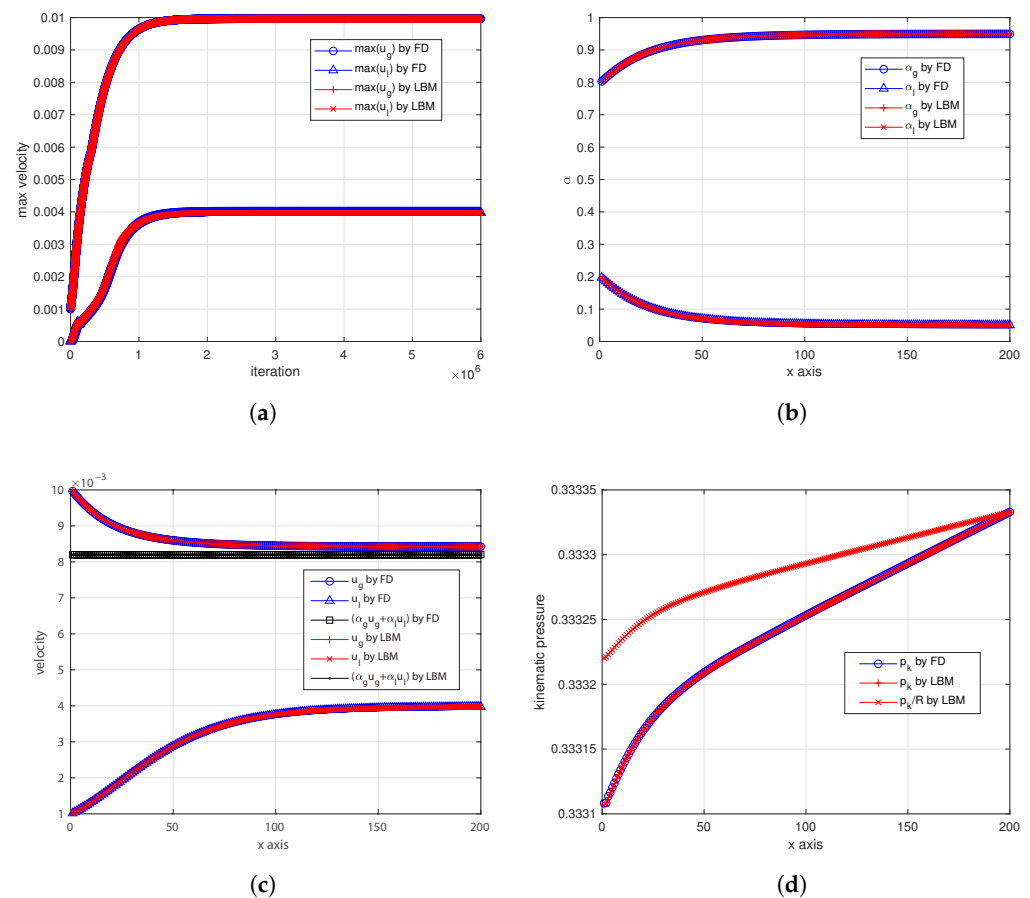 0.01
0.009
0.008
0.007
0.006
0.005
0.004
0.003
0.002
0.001
0
max velocity
max(u_g) by FD
max(u_l) by FD
max(u_g) by LBM
max(u_l) by LBM
0 1 2 3 4 5 6
iteration
×10^6
(a)
1
0.9
0.8
0.7
0.6
0.5
0.4
0.3
0.2
0.1
0
α
α_g by FD
α_l by FD
α_g by LBM
α_l by LBM
0 50 100 150 200
x axis
(b)
×10^-3
10
9
8
7
6
5
4
3
2
1
velocity
u_g by FD
u_l by FD
(α_g u_g+α_l u_l) by FD
u_g by LBM
u_l by LBM
(α_g u_g+α_l u_l) by LBM
0 50 100 150 200
x axis
(c)
0.33335
0.3333
0.33325
0.3332
0.33315
0.3331
kinematic pressure
p_k by FD
p_k by LBM
p_k/R by LBM
0 50 100 150 200
x axis
(d)